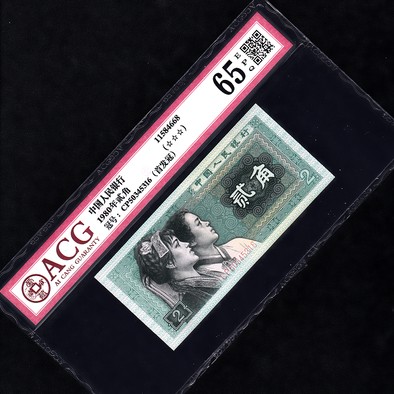 ACG
AI CANG GUARANTY
中国人民银行
1980年贰角
冠号：CP50345316（首发冠）
11584668
(☆☆☆)
65 EPQ
中国人民银行
贰角
2
2